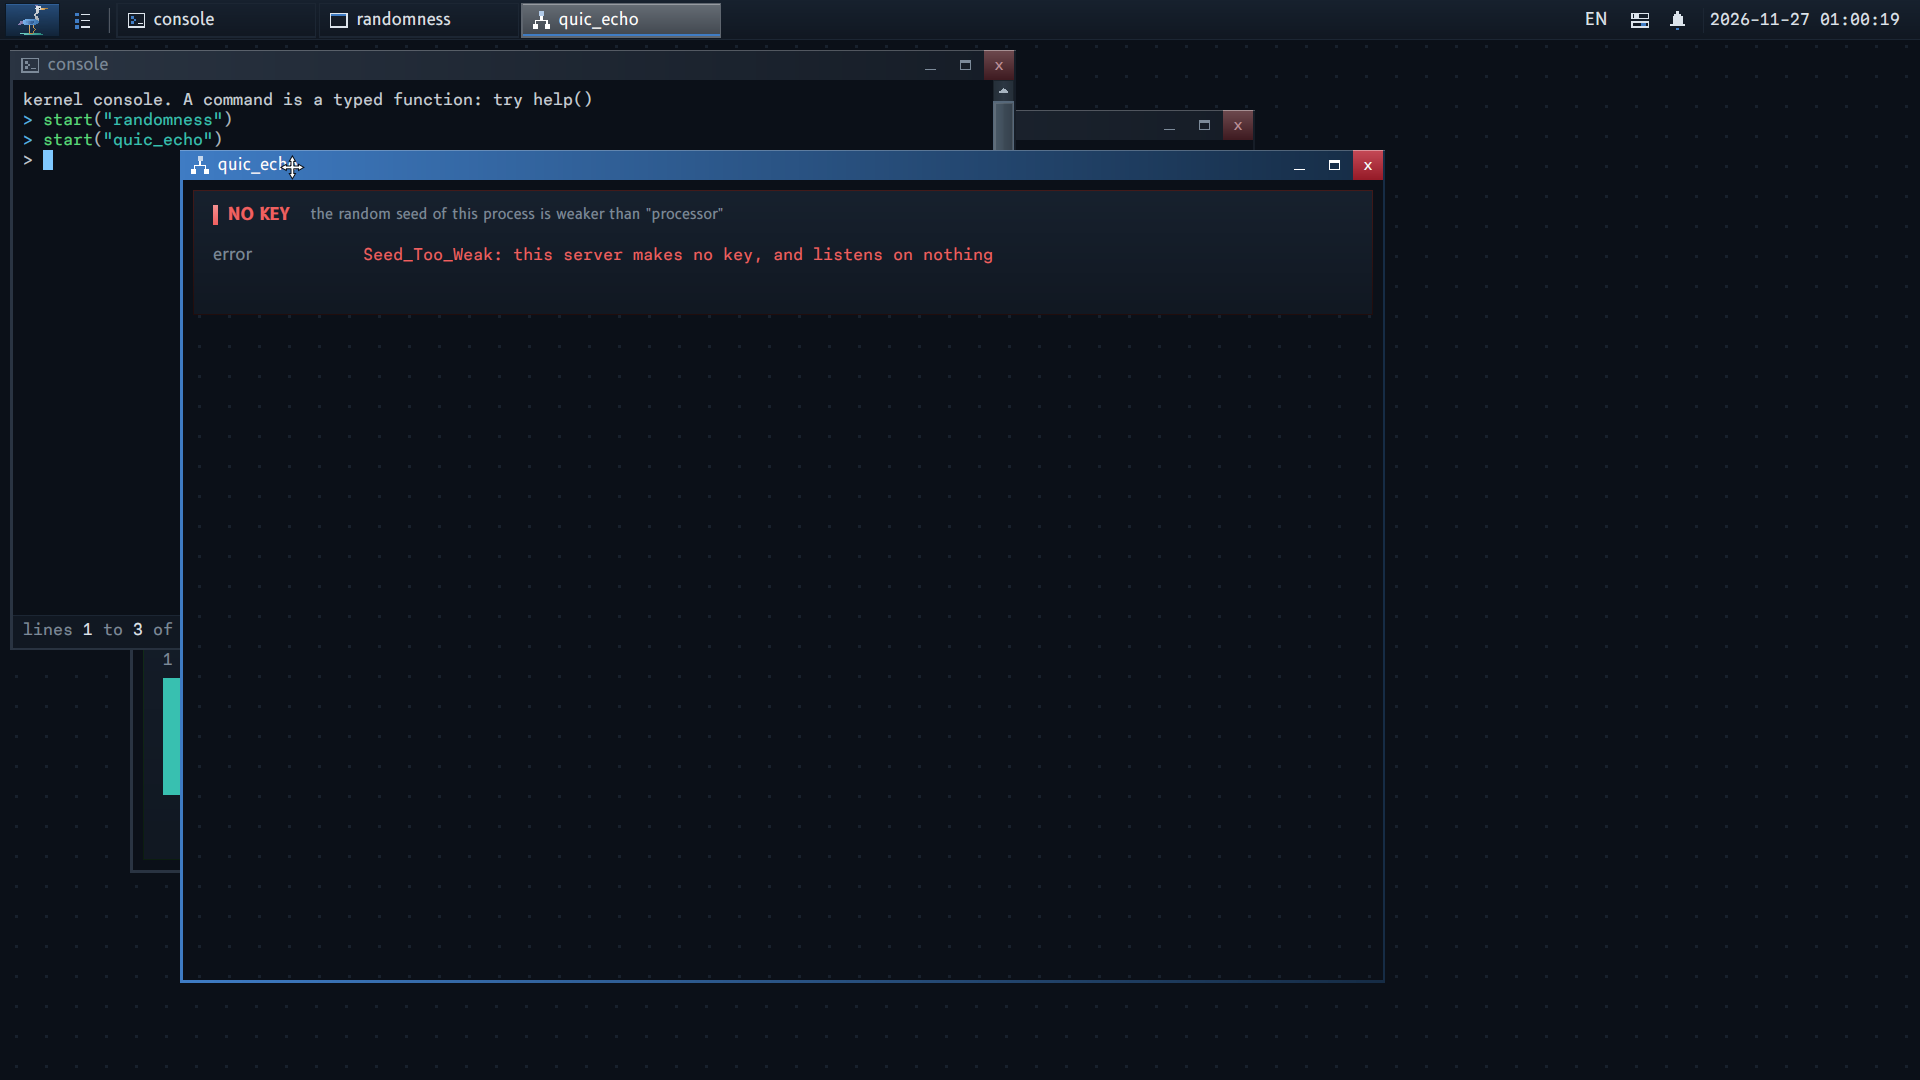 console
randomness
quic_echo
EN
2026-11-27 01:00:19
console
kernel console. A command is a typed function: try help()
> start("randomness")
> start("quic_echo")
>
quic_ech
NO KEY the random seed of this process is weaker than "processor"
error Seed_Too_Weak: this server makes no key, and listens on nothing
lines 1 to 3 of
1